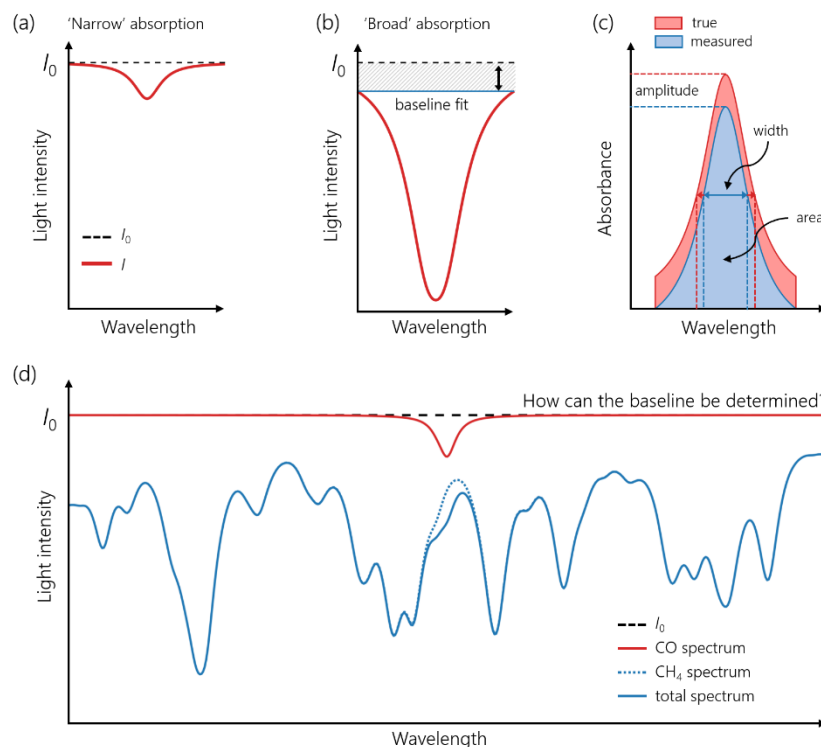 (a)
'Narrow' absorption
I₀
Light intensity
I₀
I
Wavelength
(b)
'Broad' absorption
I₀
baseline fit
Light intensity
Wavelength
(c)
true
measured
amplitude
width
area
Absorbance
Wavelength
(d)
How can the baseline be determined?
I₀
Light intensity
I₀
CO spectrum
CH₄ spectrum
total spectrum
Wavelength